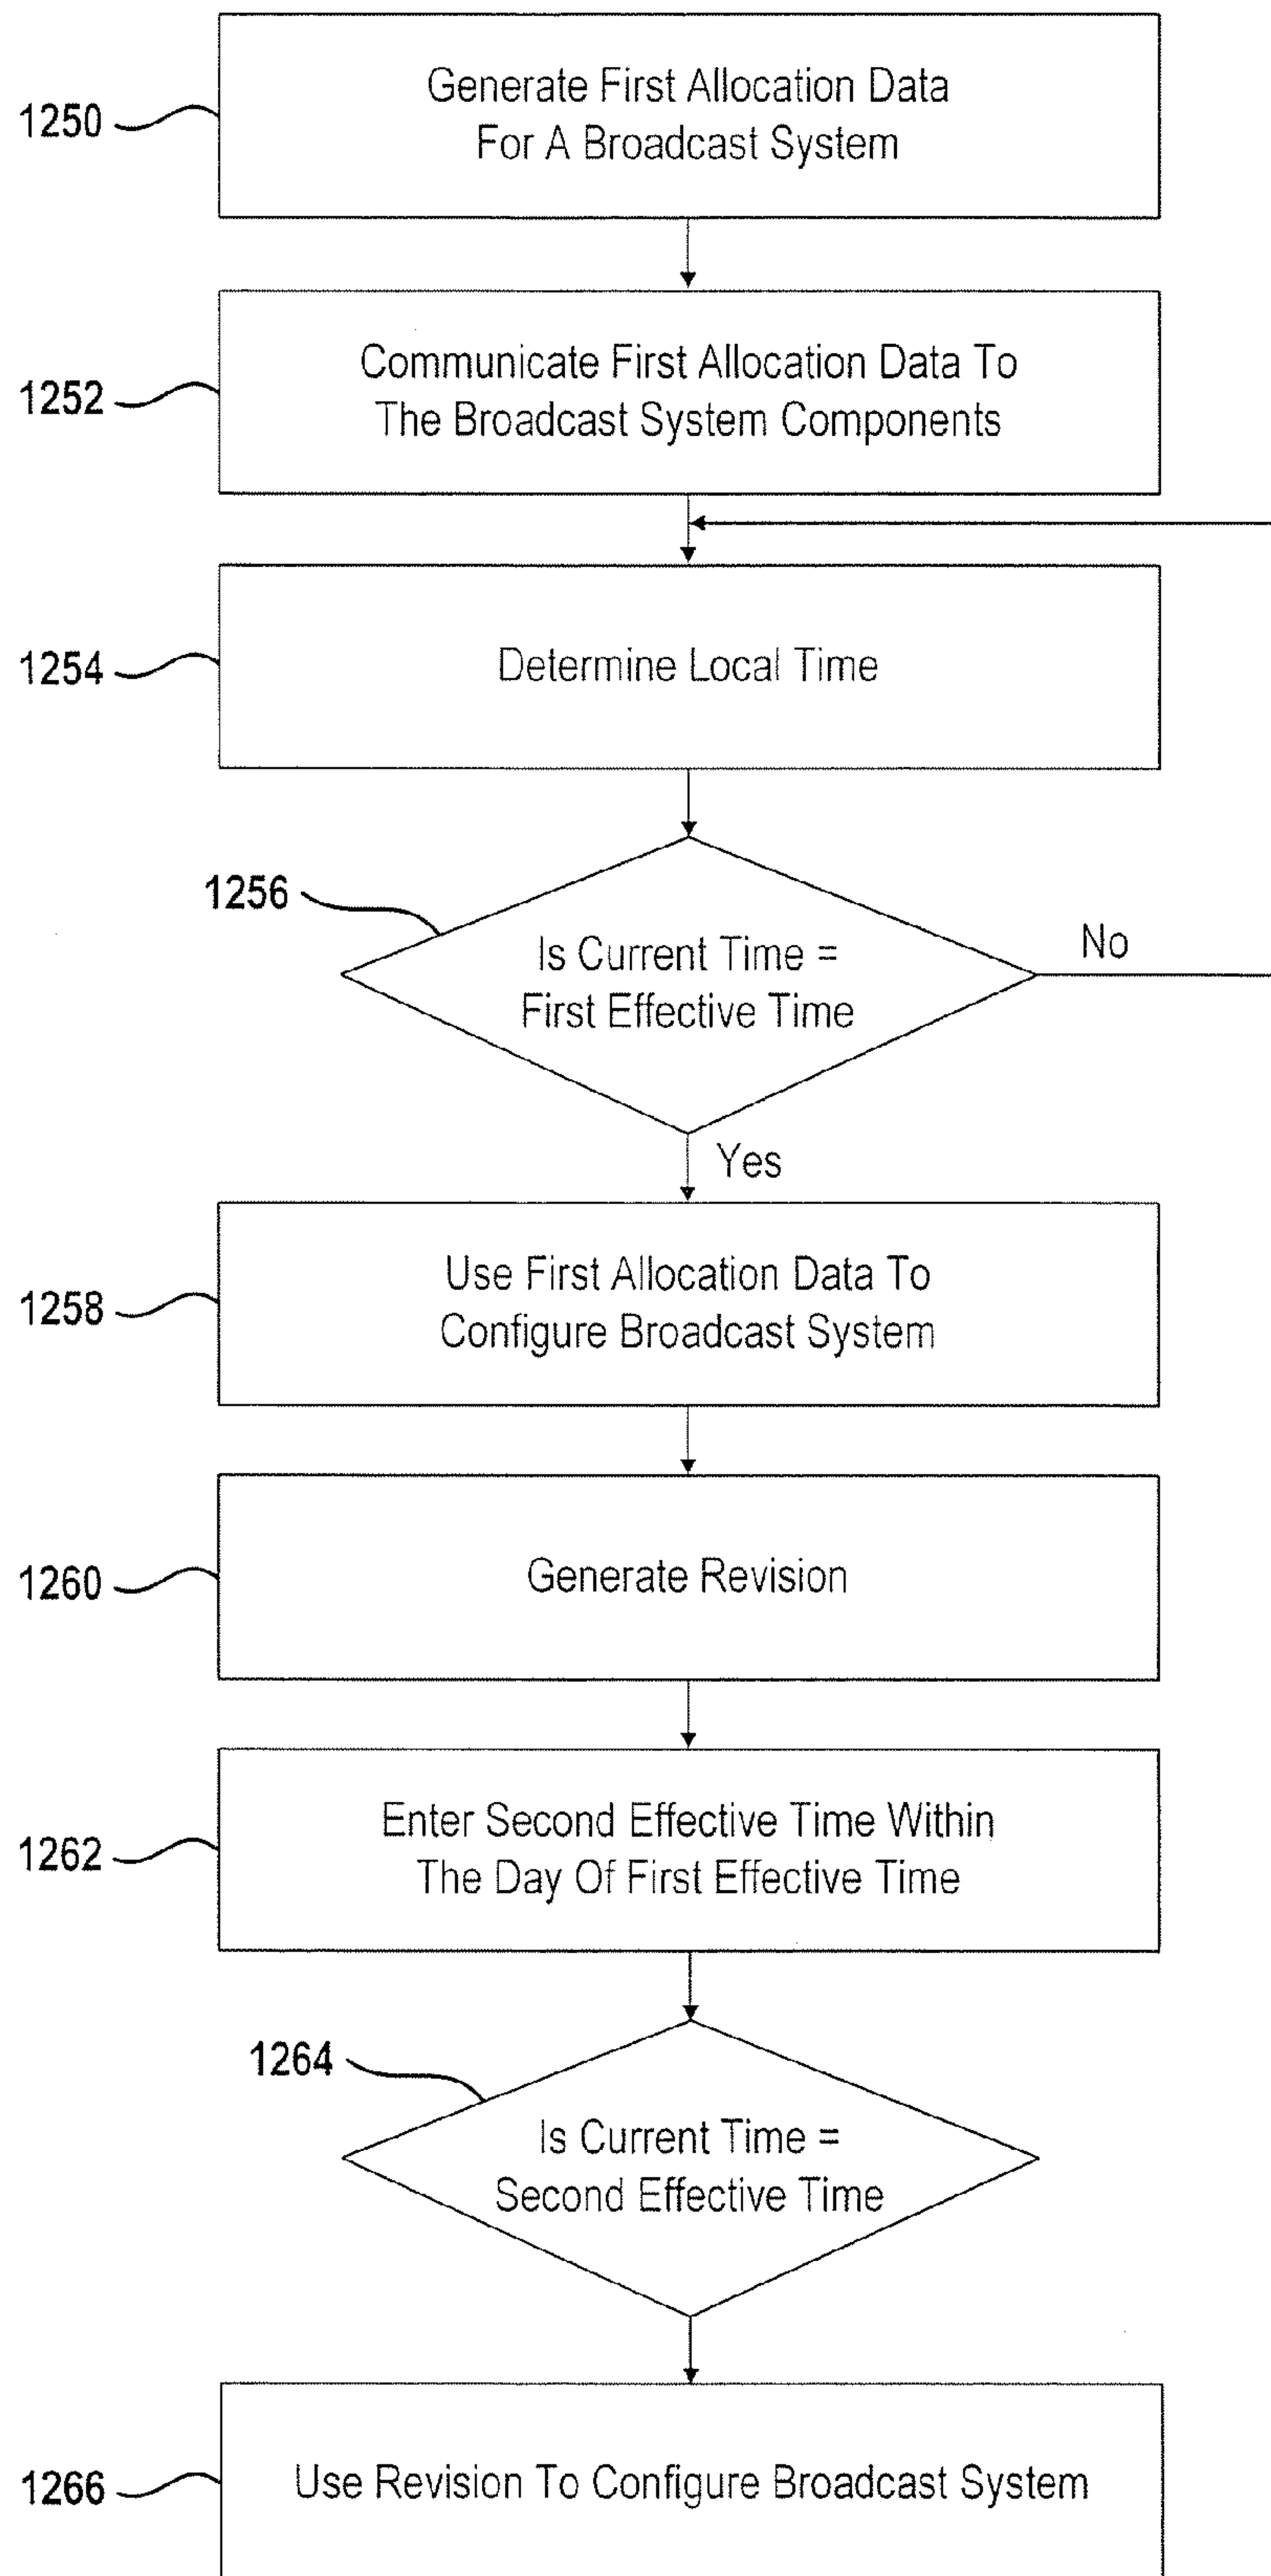 1250
Generate First Allocation Data
For A Broadcast System
1252
Communicate First Allocation Data To
The Broadcast System Components
1254
Determine Local Time
1256
Is Current Time =
First Effective Time
No
Yes
1258
Use First Allocation Data To
Configure Broadcast System
1260
Generate Revision
1262
Enter Second Effective Time Within
The Day Of First Effective Time
1264
Is Current Time =
Second Effective Time
1266
Use Revision To Configure Broadcast System